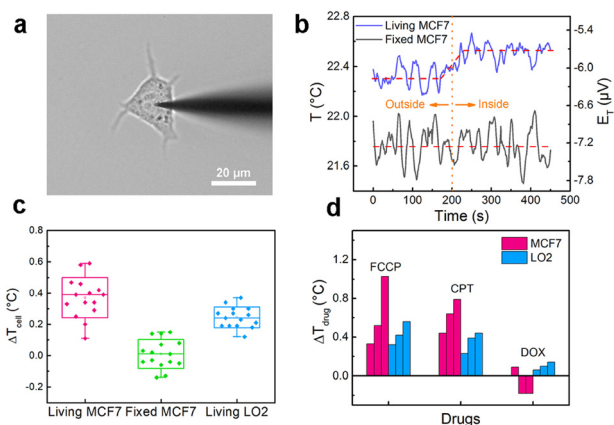 a
20 μm
b
Living MCF7
Fixed MCF7
22.8
22.4
22.0
21.6
T (°C)
-5.4
-6.0
-6.6
-7.2
-7.8
E_T (μV)
Outside
Inside
0 100 200 300 400 500
Time (s)
c
0.8
0.6
0.4
0.2
0.0
-0.2
ΔT_cell (°C)
Living MCF7 Fixed MCF7 Living LO2
d
MCF7
LO2
1.2
0.8
0.4
0.0
ΔT_drug (°C)
FCCP
CPT
DOX
Drugs